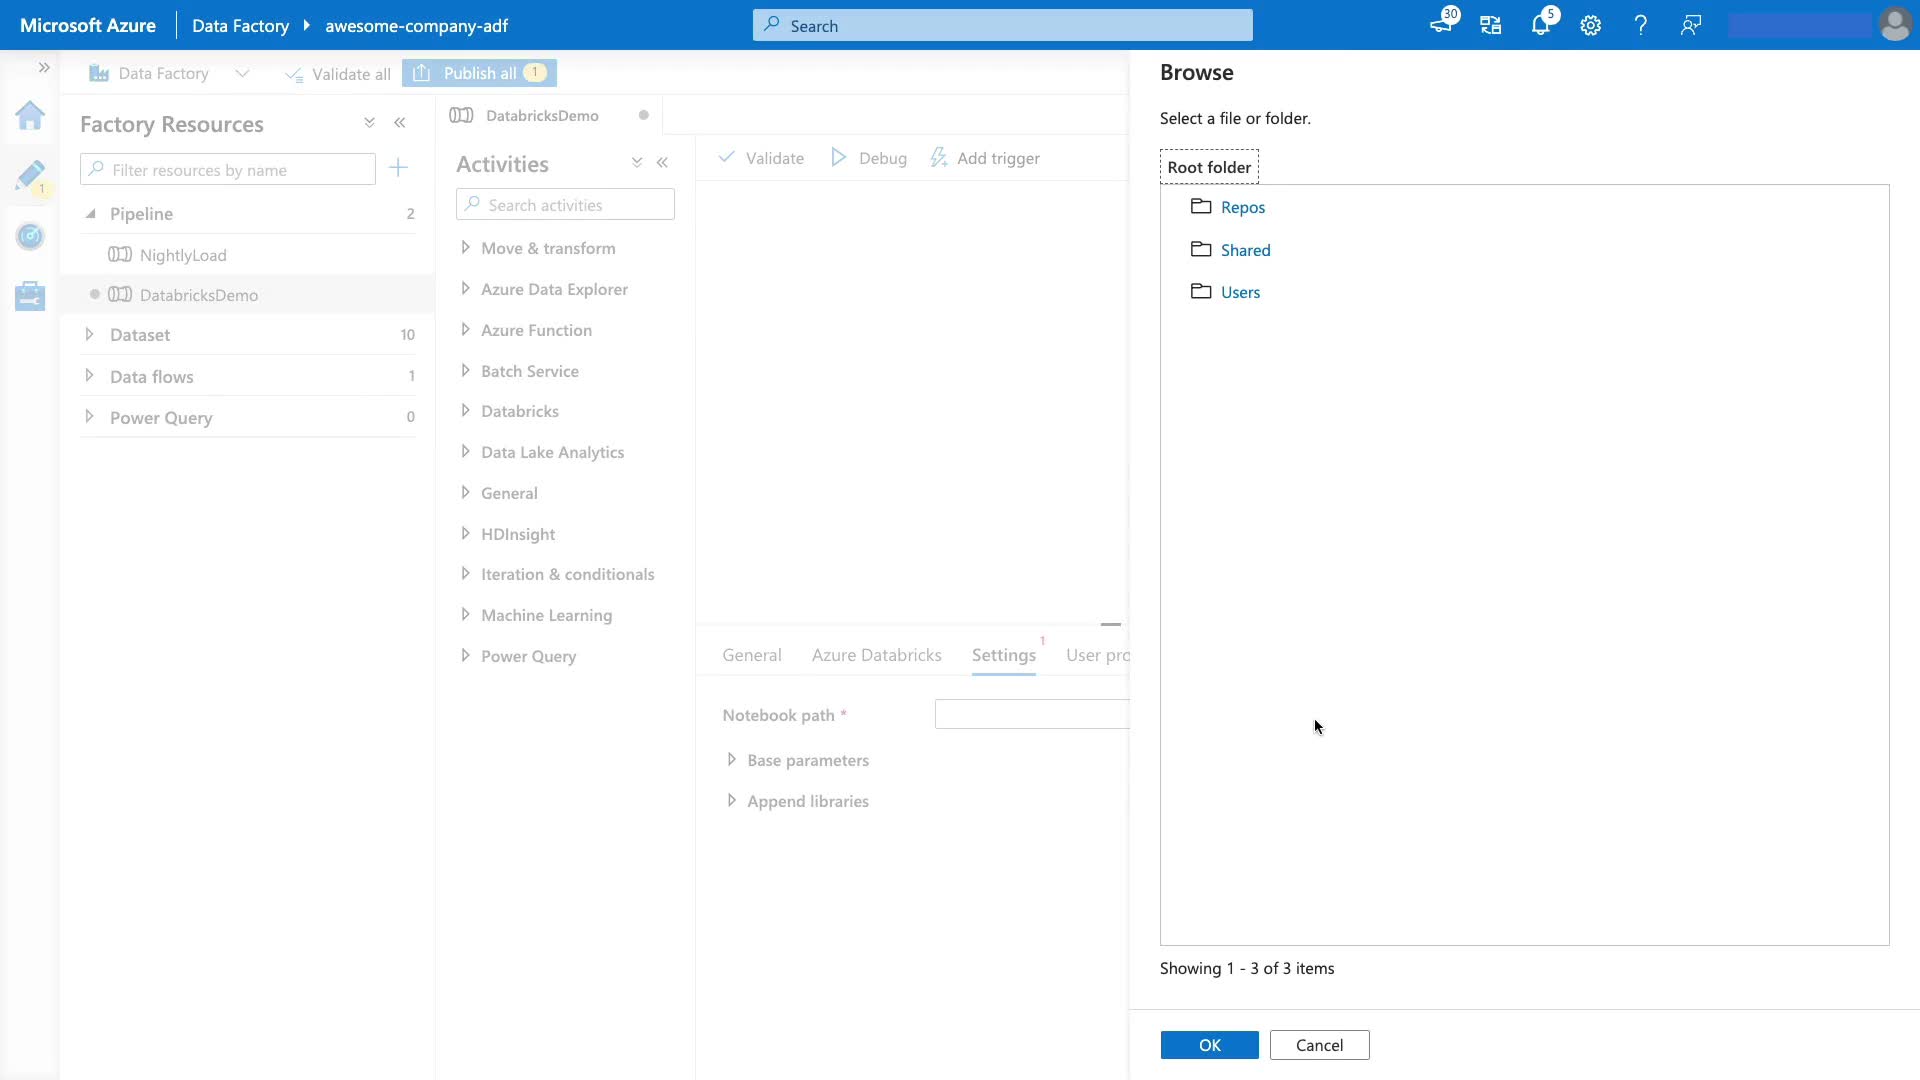 Microsoft Azure
Data Factory
awesome-company-adf
Search
30
5
Data Factory
Validate all
Publish all
1
Factory Resources
Filter resources by name
1
Pipeline
2
NightlyLoad
DatabricksDemo
Dataset
10
Data flows
1
Power Query
0
DatabricksDemo
Activities
Search activities
Move & transform
Azure Data Explorer
Azure Function
Batch Service
Databricks
Data Lake Analytics
General
HDInsight
Iteration & conditionals
Machine Learning
Power Query
Validate
Debug
Add trigger
General
Azure Databricks
Settings
1
User pro
Notebook path *
Base parameters
Append libraries
Browse
Select a file or folder.
Root folder
Repos
Shared
Users
Showing 1 - 3 of 3 items
OK
Cancel